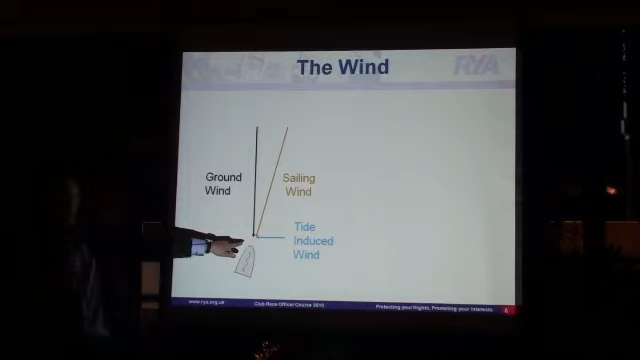 The Wind
RYA
Ground
Wind
Sailing
Wind
Tide
Induced
Wind
www.rya.org.uk
Club Race Official Course 2010
Protecting your Rights, Promoting your Interests
6